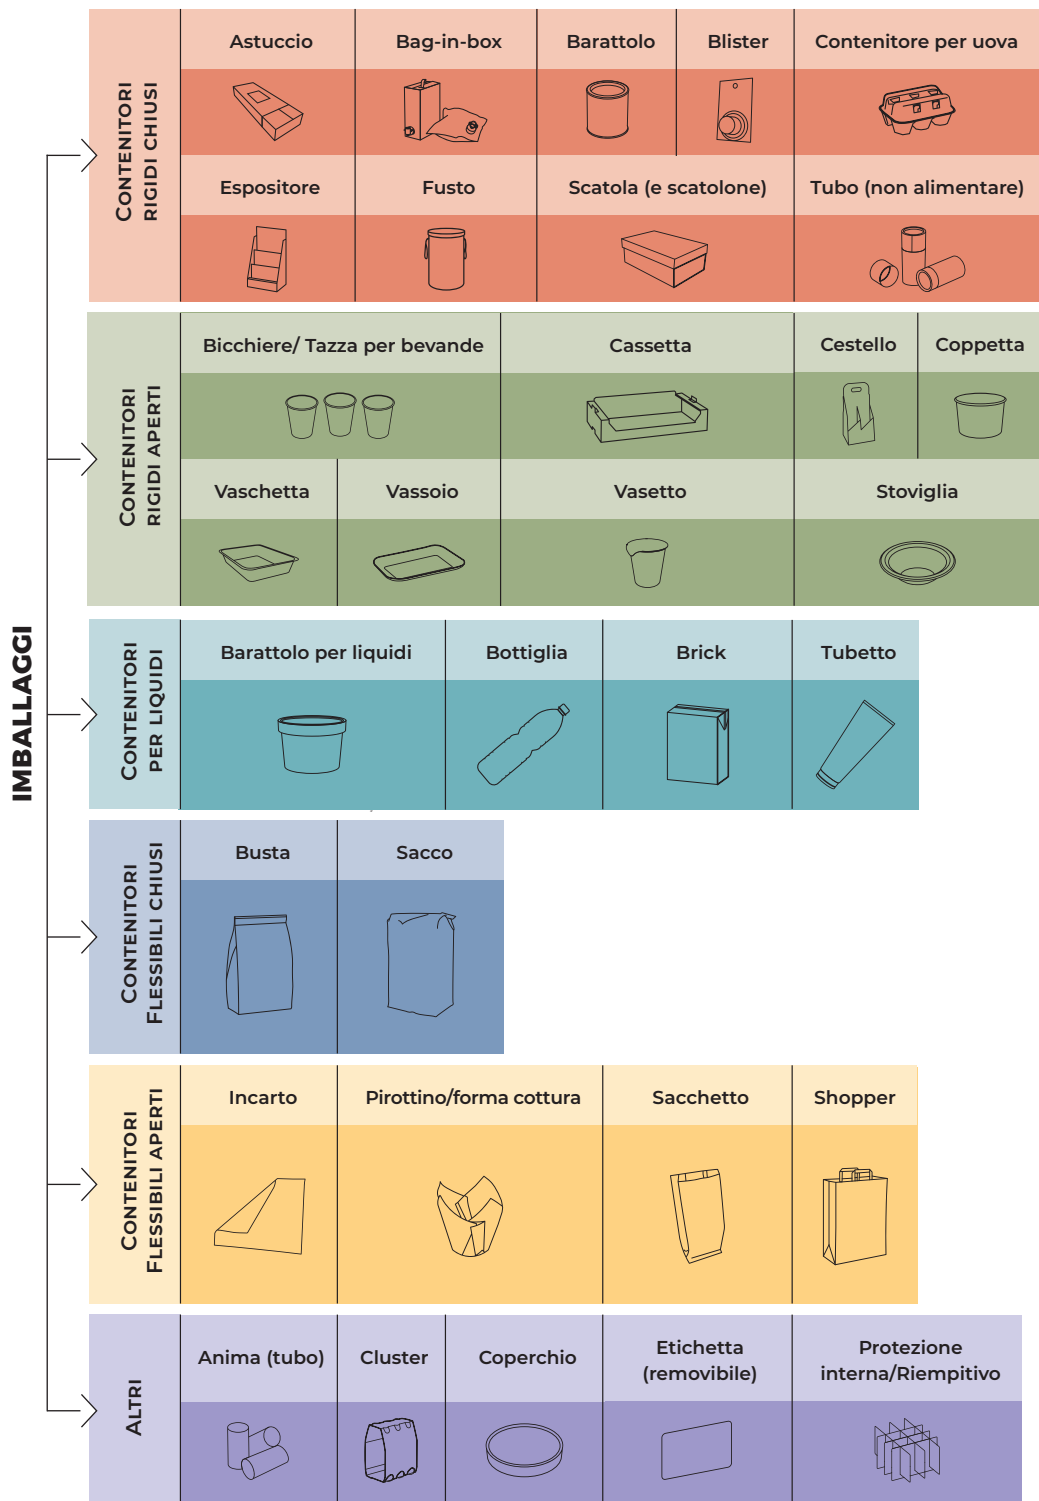 IMBALLAGGI
CONTENITORI
RIGIDI CHIUSI
Astuccio
Bag-in-box
Barattolo
Blister
Contenitore per uova
Espositore
Fusto
Scatola (e scatolone)
Tubo (non alimentare)
CONTENITORI
RIGIDI APERTI
Bicchiere/ Tazza per bevande
Cassetta
Cestello
Coppetta
Vaschetta
Vassoio
Vasetto
Stoviglia
CONTENITORI
PER LIQUIDI
Barattolo per liquidi
Bottiglia
Brick
Tubetto
CONTENITORI
FLESSIBILI CHIUSI
Busta
Sacco
CONTENITORI
FLESSIBILI APERTI
Incarto
Pirottino/forma cottura
Sacchetto
Shopper
ALTRI
Anima (tubo)
Cluster
Coperchio
Etichetta
(removibile)
Protezione
interna/Riempitivo